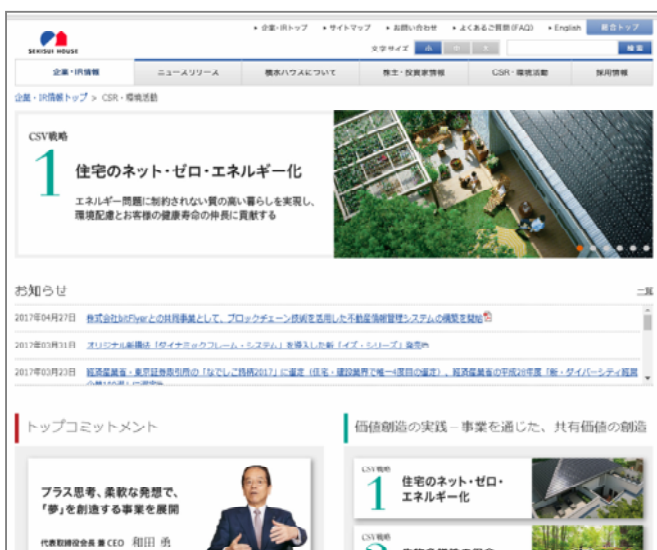 企業・IRトップ サイトマップ お問い合わせ よくあるご質問(FAQ) English 総合トップ
SEKISUI HOUSE
文字サイズ 小 中 大 検索
企業・IR情報 ニュースリリース 積水ハウスについて 株主・投資家情報 CSR・環境活動 採用情報
企業・IR情報トップ > CSR・環境活動
CSV戦略
1
住宅のネット・ゼロ・エネルギー化
エネルギー問題に制約されない質の高い暮らしを実現し、
環境配慮とお客様の健康寿命の伸長に貢献する
お知らせ 一覧
2017年04月27日 株式会社bitFlyerとの共同事業として、ブロックチェーン技術を活用した不動産情報管理システムの構築を開始
2017年03月31日 オリジナル新構法「ダイナミックフレーム・システム」を導入した新「イズ・シリーズ」発売
2017年03月23日 経済産業省・東京証券取引所の「なでしこ銘柄2017」に選定(住宅・建設業界で唯一4度目の選定)、経済産業省の平成28年度「新・ダイバーシティ経営
トップコミットメント
プラス思考、柔軟な発想で、
「夢」を創造する事業を展開
代表取締役会長 兼 CEO 和田 勇
価値創造の実践 – 事業を通じた、共有価値の創造
CSV戦略
1
住宅のネット・ゼロ・
エネルギー化
CSV戦略